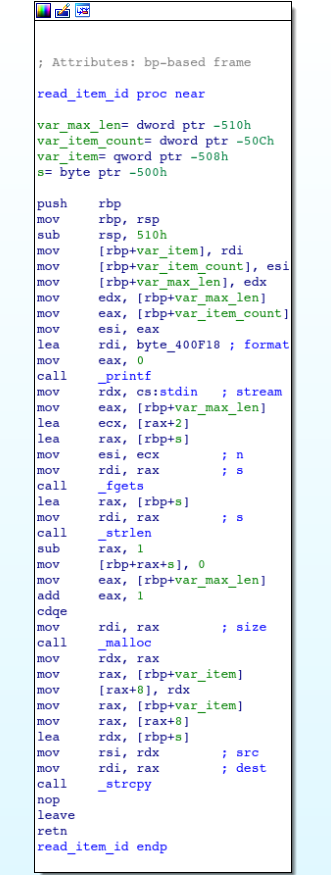 ; Attributes: bp-based frame
read_item_id proc near
var_max_len= dword ptr -510h
var_item_count= dword ptr -50Ch
var_item= qword ptr -508h
s= byte ptr -500h
push rbp
mov rbp, rsp
sub rsp, 510h
mov [rbp+var_item], rdi
mov [rbp+var_item_count], esi
mov [rbp+var_max_len], edx
mov edx, [rbp+var_max_len]
mov eax, [rbp+var_item_count]
mov esi, eax
lea rdi, byte_400F18 ; format
mov eax, 0
call _printf
mov rdx, cs:stdin ; stream
mov eax, [rbp+var_max_len]
lea ecx, [rax+2]
lea rax, [rbp+s]
mov esi, ecx ; n
mov rdi, rax ; s
call _fgets
lea rax, [rbp+s]
mov rdi, rax ; s
call _strlen
sub rax, 1
mov [rbp+rax+s], 0
mov eax, [rbp+var_max_len]
add eax, 1
cdqe
mov rdi, rax ; size
call _malloc
mov rdx, rax
mov rax, [rbp+var_item]
mov [rax+8], rdx
mov rax, [rbp+var_item]
mov rax, [rax+8]
lea rdx, [rbp+s]
mov rsi, rdx ; src
mov rdi, rax ; dest
call _strcpy
nop
leave
retn
read_item_id endp